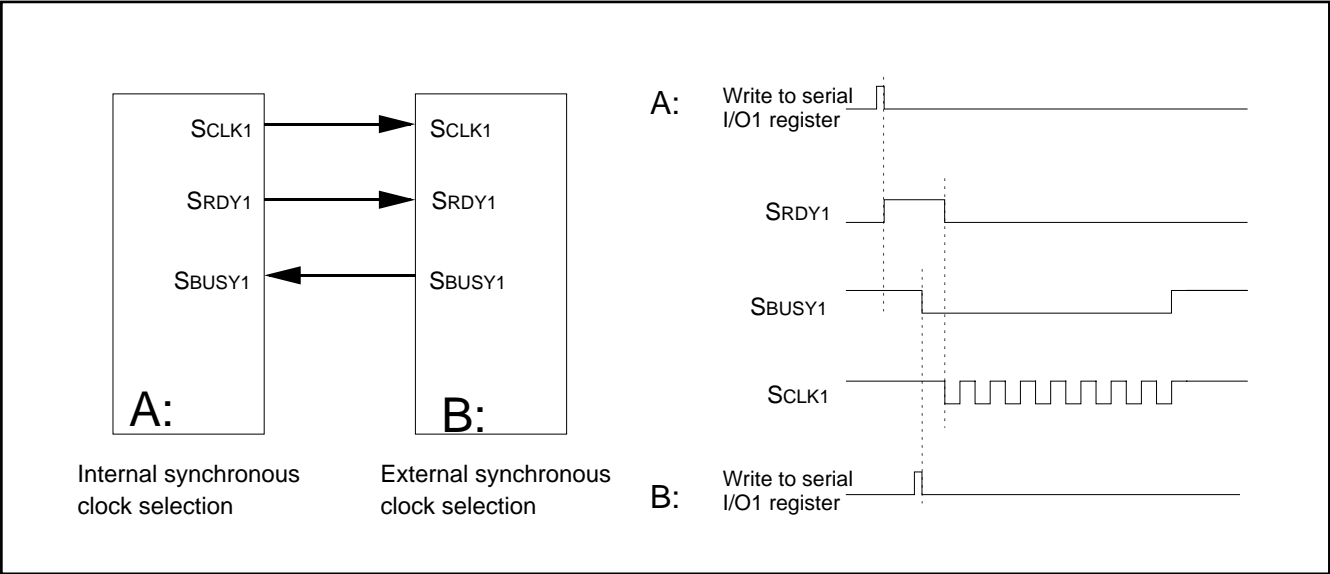 SCLK1
SRDY1
SBUSY1
A:
Internal synchronous
clock selection
SCLK1
SRDY1
SBUSY1
B:
External synchronous
clock selection
A:
Write to serial
I/O1 register
SRDY1
SBUSY1
SCLK1
B:
Write to serial
I/O1 register